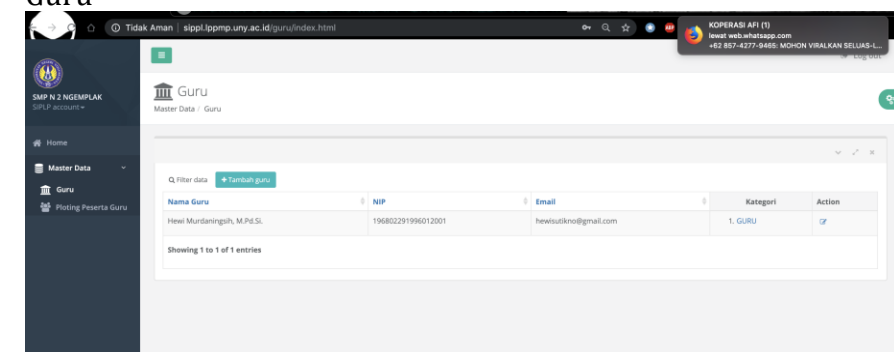 Guru
Tidak Aman | sippl.lppmp.uny.ac.id/guru/index.html
KOPERASI AFI (1)
lewat web.whatsapp.com
+62 857-4277-9465: MOHON VIRALKAN SELUAS-L...
Log out
SMP N 2 NGEMPLAK
SIPLP account
Guru
Master Data / Guru
Home
Master Data
Guru
Ploting Peserta Guru
Filter data
+Tambah guru
Nama Guru NIP Email Kategori Action
Hewi Murdaningsih, M.Pd.Si. 196802291996012001 hewisutikno@gmail.com 1. GURU
Showing 1 to 1 of 1 entries